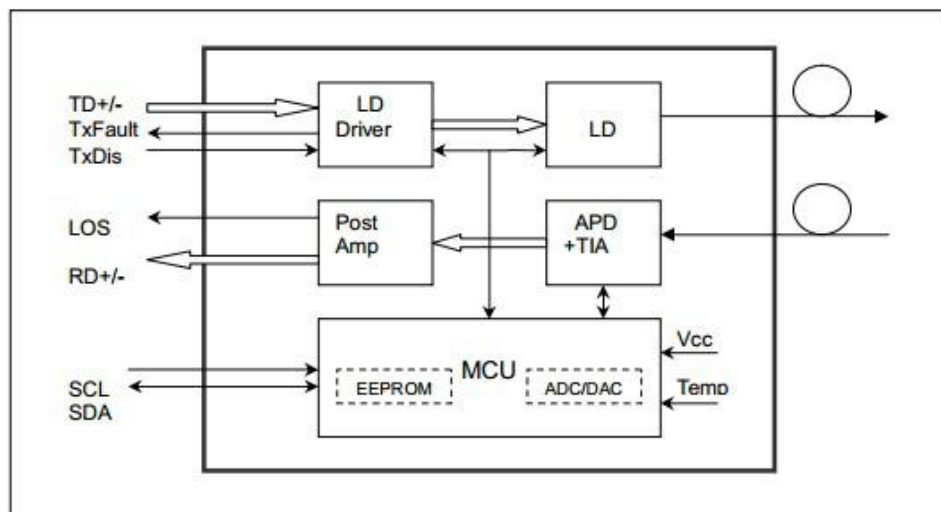 TD+/-
TxFault
TxDis
LD
Driver
LD
LOS
RD+/-
Post
Amp
APD
+TIA
SCL
SDA
MCU
EEPROM
ADC/DAC
Vcc
Temp